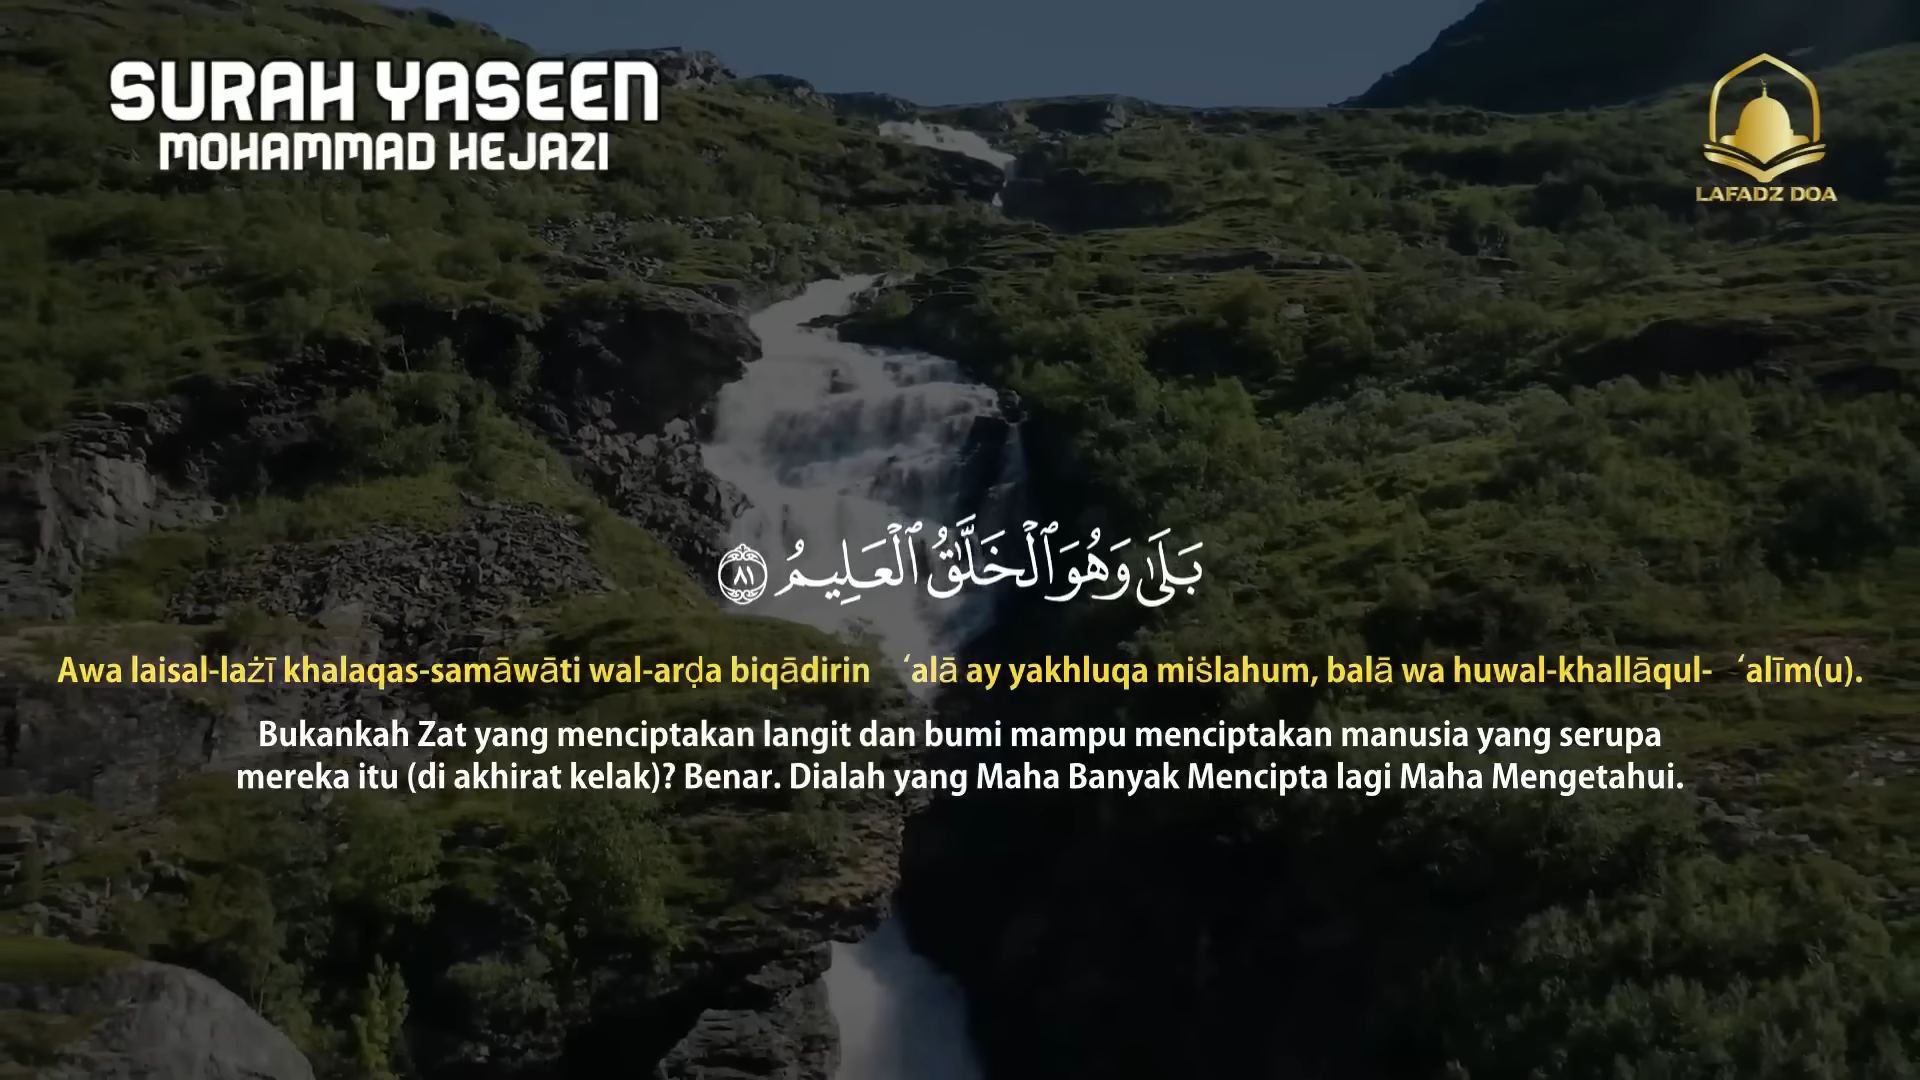 SURAH YASEEN
MOHAMMAD HEJAZI
LAFADZ DOA
بَلَىٰ وَهُوَ ٱلْخَلَّـٰقُ ٱلْعَلِيمُ ٨١
Awa laisal-lażī khalaqas-samāwāti wal-arḍa biqādirin ‘alā ay yakhluqa miṡlahum, balā wa huwal-khallāqul- ‘alīm(u).
Bukankah Zat yang menciptakan langit dan bumi mampu menciptakan manusia yang serupa
mereka itu (di akhirat kelak)? Benar. Dialah yang Maha Banyak Mencipta lagi Maha Mengetahui.